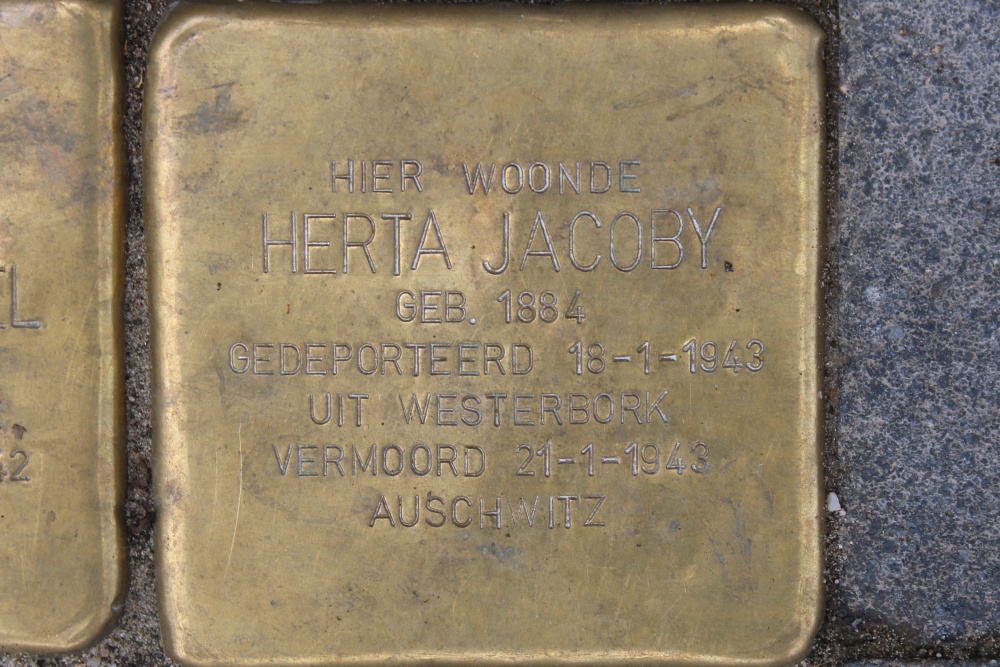 HIER WOONDE
HERTA JACOBY
GEB. 1884
GEDEPORTEERD 18-1-1943
UIT WESTERBORK
VERMOORD 21-1-1943
AUSCHWITZ